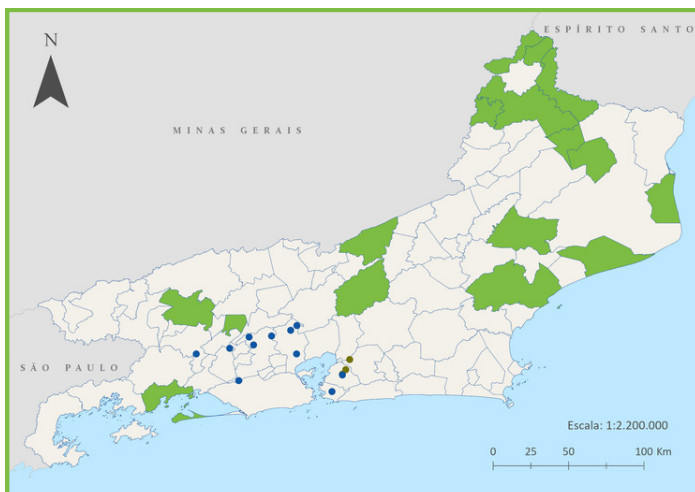 ESPÍRITO SANTO
N
MINAS GERAIS
SÃO PAULO
Escala: 1:2.200.000
0 25 50 100 Km